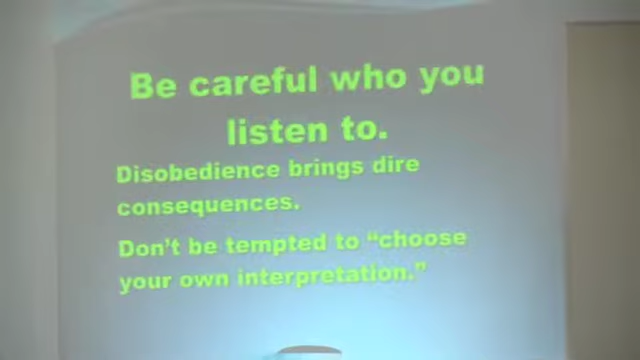 Be careful who you
listen to.
Disobedience brings dire
consequences.
Don't be tempted to “choose
your own interpretation.”